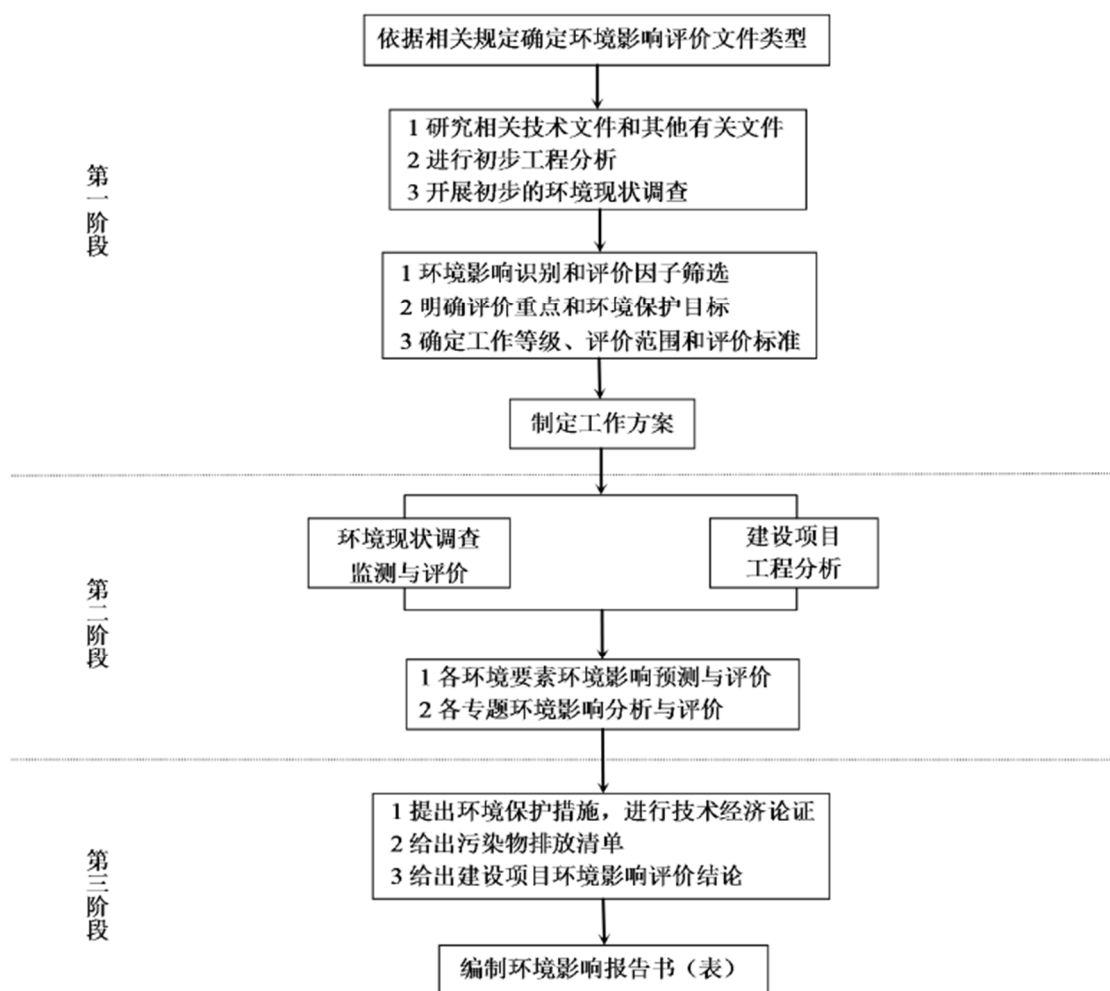 依据相关规定确定环境影响评价文件类型
1 研究相关技术文件和其他有关文件
2 进行初步工程分析
3 开展初步的环境现状调查
第一阶段
1 环境影响识别和评价因子筛选
2 明确评价重点和环境保护目标
3 确定工作等级、评价范围和评价标准
制定工作方案
环境现状调查
监测与评价
建设项目
工程分析
第二阶段
1 各环境要素环境影响预测与评价
2 各专题环境影响分析与评价
1 提出环境保护措施，进行技术经济论证
2 给出污染物排放清单
3 给出建设项目环境影响评价结论
第三阶段
编制环境影响报告书（表）